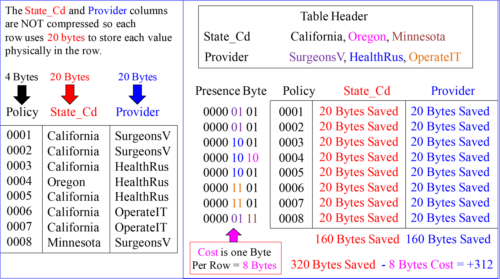 The State_Cd and Provider columns
are NOT compressed so each
row uses 20 bytes to store each value
physically in the row.
4 Bytes 20 Bytes 20 Bytes
Policy State_Cd Provider
0001 California SurgeonsV
0002 California SurgeonsV
0003 California HealthRus
0004 Oregon HealthRus
0005 California HealthRus
0006 California OperateIT
0007 California OperateIT
0008 Minnesota SurgeonsV
Table Header
State_Cd California, Oregon, Minnesota
Provider SurgeonsV, HealthRus, OperateIT
Presence Byte Policy State_Cd Provider
0000 01 01 0001 20 Bytes Saved 20 Bytes Saved
0000 01 01 0002 20 Bytes Saved 20 Bytes Saved
0000 10 01 0003 20 Bytes Saved 20 Bytes Saved
0000 10 10 0004 20 Bytes Saved 20 Bytes Saved
0000 10 01 0005 20 Bytes Saved 20 Bytes Saved
0000 11 01 0006 20 Bytes Saved 20 Bytes Saved
0000 11 01 0007 20 Bytes Saved 20 Bytes Saved
0000 01 11 0008 20 Bytes Saved 20 Bytes Saved
Cost is one Byte
Per Row = 8 Bytes
160 Bytes Saved 160 Bytes Saved
320 Bytes Saved - 8 Bytes Cost = +312